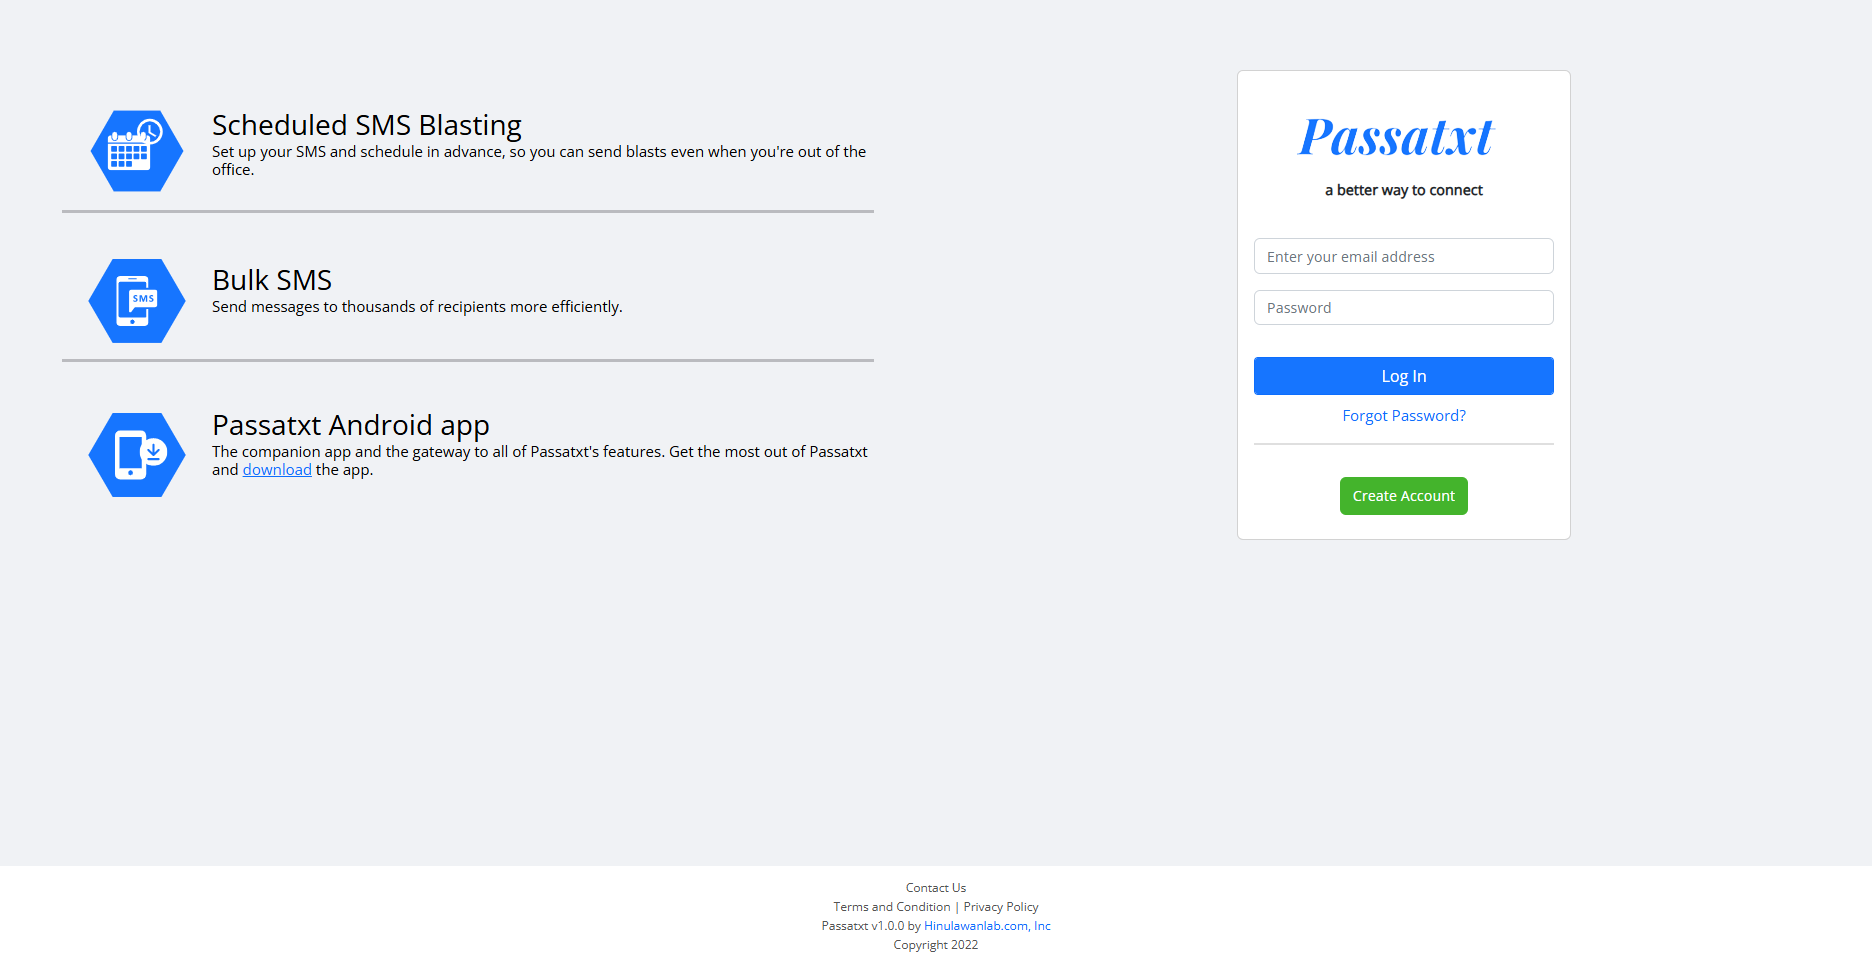 Scheduled SMS Blasting
Set up your SMS and schedule in advance, so you can send blasts even when you're out of the
office.
SMS
Bulk SMS
Send messages to thousands of recipients more efficiently.
Passatxt Android app
The companion app and the gateway to all of Passatxt's features. Get the most out of Passatxt
and download the app.
Passatxt
a better way to connect
Enter your email address
Password
Log In
Forgot Password?
Create Account
Contact Us
Terms and Condition | Privacy Policy
Passatxt v1.0.0 by Hinulawanlab.com, Inc
Copyright 2022